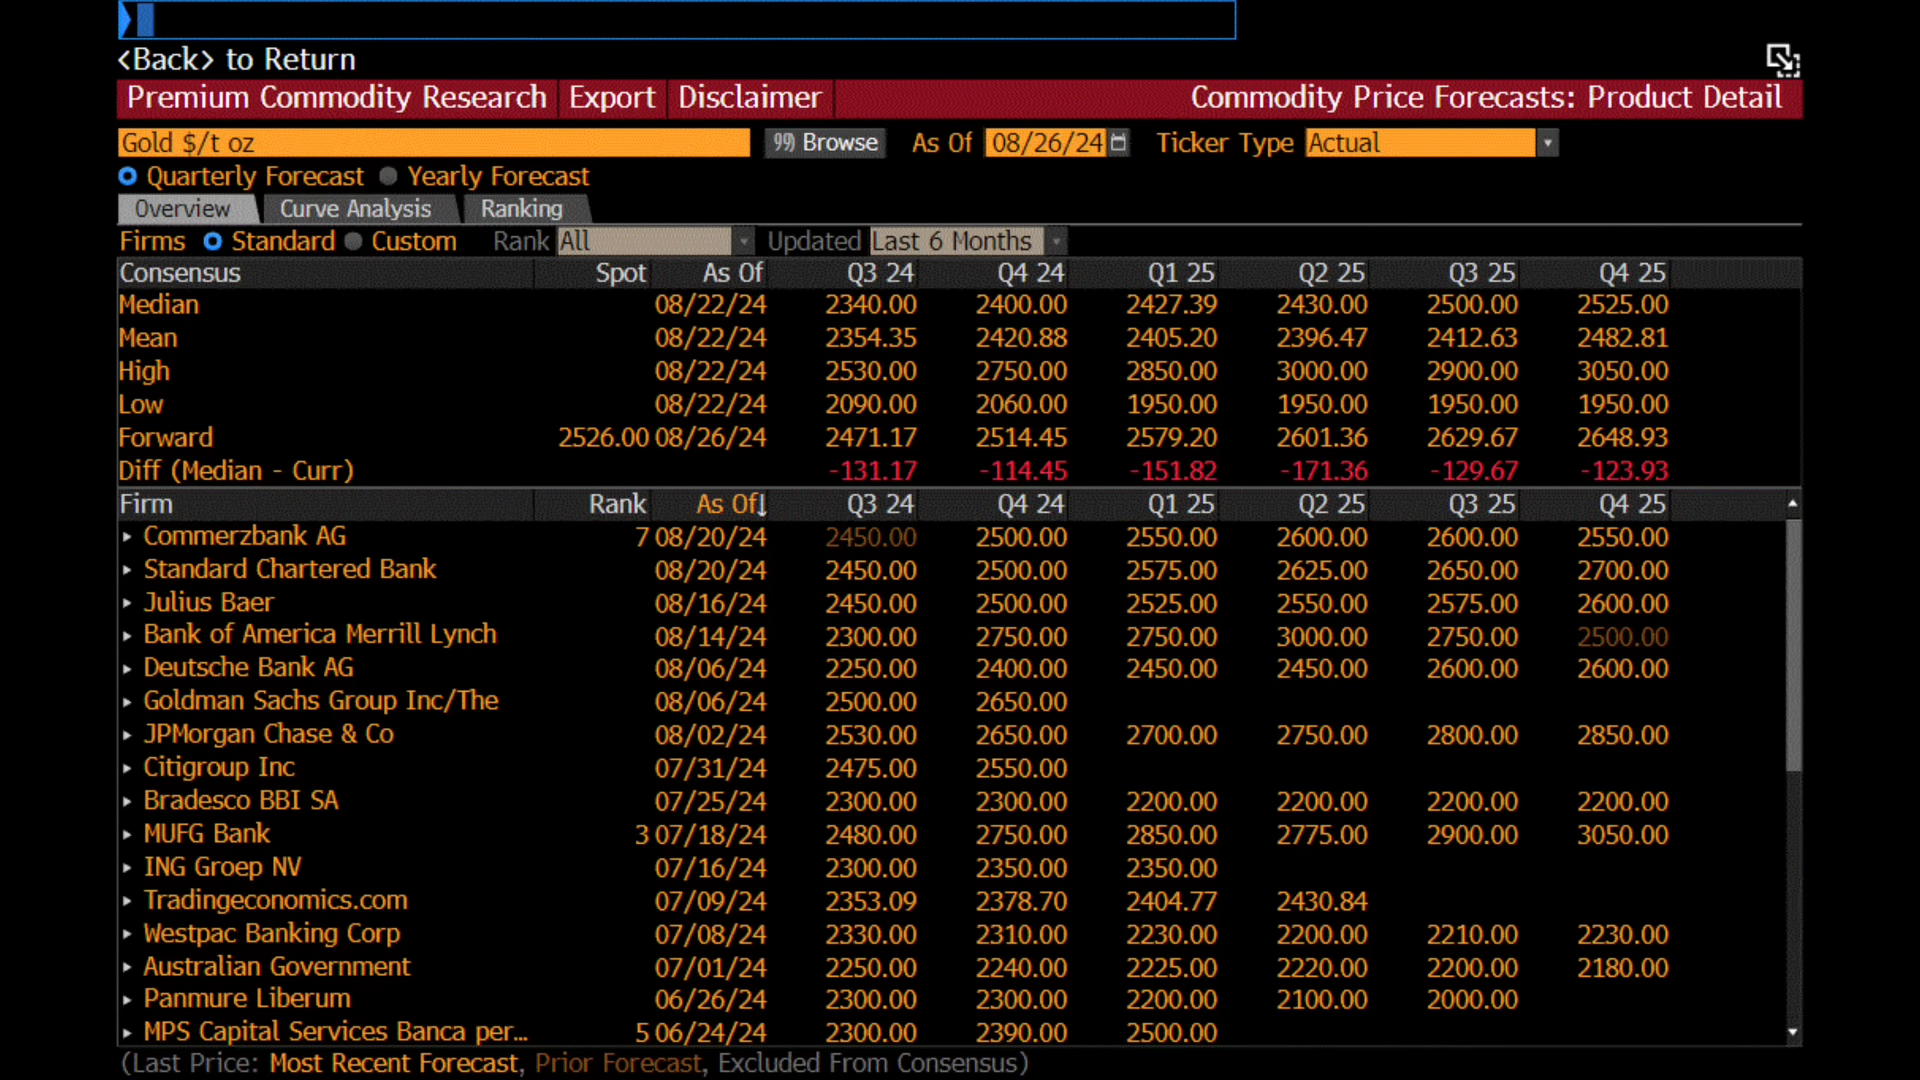 <Back> to Return
Premium Commodity Research Export Disclaimer Commodity Price Forecasts: Product Detail
Gold $/t oz 99) Browse As Of 08/26/24 Ticker Type Actual
Quarterly Forecast Yearly Forecast
Overview Curve Analysis Ranking
Firms Standard Custom Rank All Updated Last 6 Months
Consensus Spot As Of Q3 24 Q4 24 Q1 25 Q2 25 Q3 25 Q4 25
Median 08/22/24 2340.00 2400.00 2427.39 2430.00 2500.00 2525.00
Mean 08/22/24 2354.35 2420.88 2405.20 2396.47 2412.63 2482.81
High 08/22/24 2530.00 2750.00 2850.00 3000.00 2900.00 3050.00
Low 08/22/24 2090.00 2060.00 1950.00 1950.00 1950.00 1950.00
Forward 2526.00 08/26/24 2471.17 2514.45 2579.20 2601.36 2629.67 2648.93
Diff (Median - Curr) -131.17 -114.45 -151.82 -171.36 -129.67 -123.93
Firm Rank As Of↓ Q3 24 Q4 24 Q1 25 Q2 25 Q3 25 Q4 25
Commerzbank AG 7 08/20/24 2450.00 2500.00 2550.00 2600.00 2600.00 2550.00
Standard Chartered Bank 08/20/24 2450.00 2500.00 2575.00 2625.00 2650.00 2700.00
Julius Baer 08/16/24 2450.00 2500.00 2525.00 2550.00 2575.00 2600.00
Bank of America Merrill Lynch 08/14/24 2300.00 2750.00 2750.00 3000.00 2750.00 2500.00
Deutsche Bank AG 08/06/24 2250.00 2400.00 2450.00 2450.00 2600.00 2600.00
Goldman Sachs Group Inc/The 08/06/24 2500.00 2650.00
JPMorgan Chase & Co 08/02/24 2530.00 2650.00 2700.00 2750.00 2800.00 2850.00
Citigroup Inc 07/31/24 2475.00 2550.00
Bradesco BBI SA 07/25/24 2300.00 2300.00 2200.00 2200.00 2200.00 2200.00
MUFG Bank 3 07/18/24 2480.00 2750.00 2850.00 2775.00 2900.00 3050.00
ING Groep NV 07/16/24 2300.00 2350.00 2350.00
Tradingeconomics.com 07/09/24 2353.09 2378.70 2404.77 2430.84
Westpac Banking Corp 07/08/24 2330.00 2310.00 2230.00 2200.00 2210.00 2230.00
Australian Government 07/01/24 2250.00 2240.00 2225.00 2220.00 2200.00 2180.00
Panmure Liberum 06/26/24 2300.00 2300.00 2200.00 2100.00 2000.00
MPS Capital Services Banca per... 5 06/24/24 2300.00 2390.00 2500.00
(Last Price: Most Recent Forecast, Prior Forecast, Excluded From Consensus)